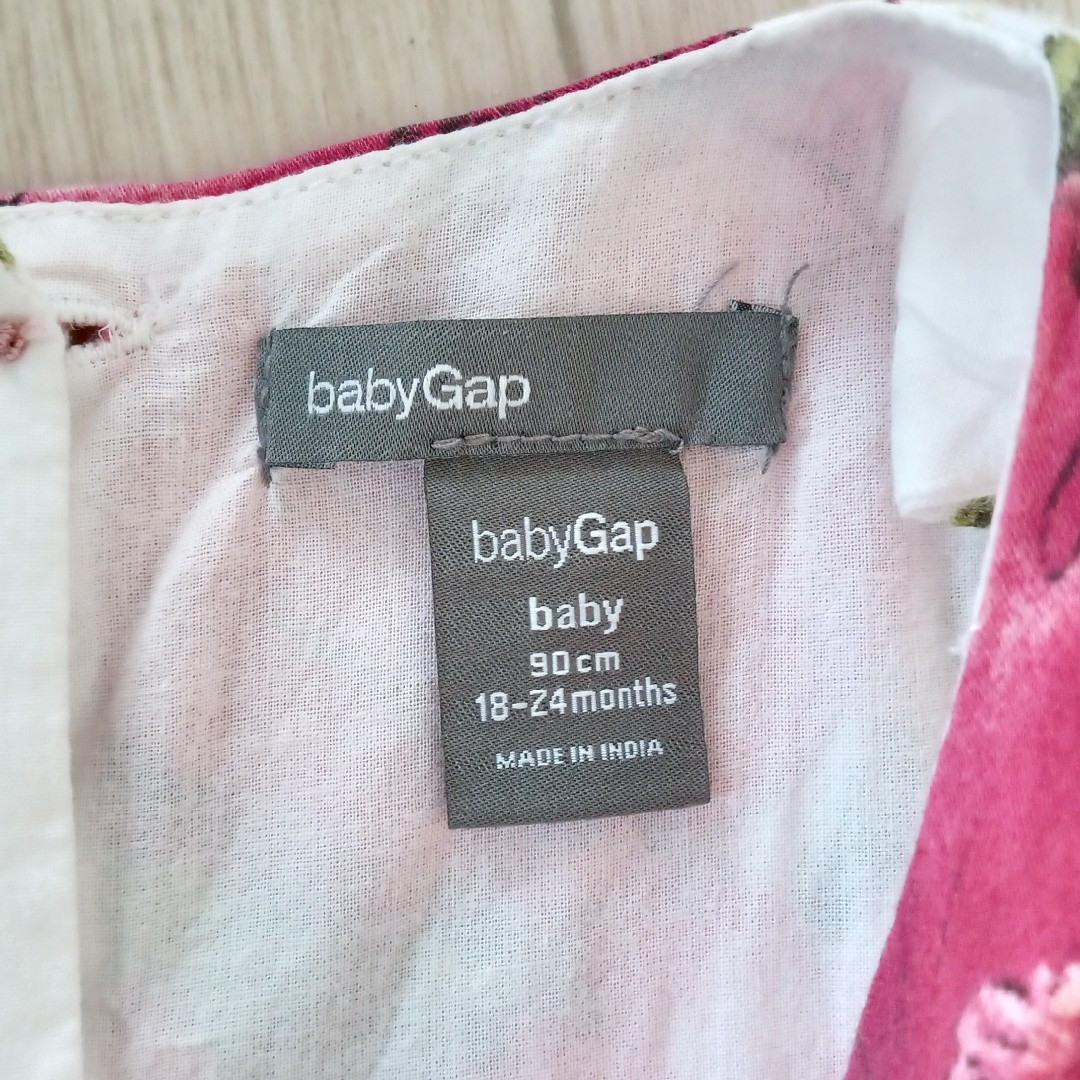 babyGap
babyGap
baby
90cm
18-24months
MADE IN INDIA